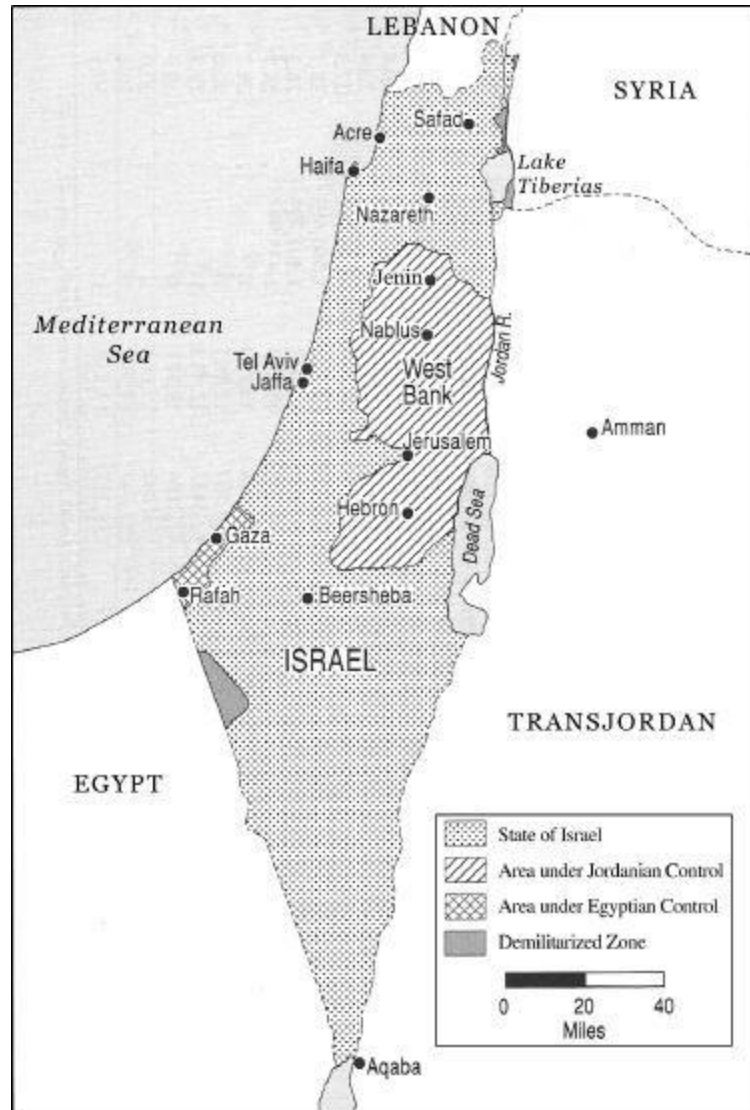 LEBANON
SYRIA
Safad
Acre
Haifa
Lake
Tiberias
Nazareth
Jenin
Mediterranean
Sea
Nablus
Jordan R.
Tel Aviv
Jaffa
West
Bank
Amman
Jerusalem
Hebron
Dead Sea
Gaza
Rafah
Beersheba
ISRAEL
TRANSJORDAN
EGYPT
State of Israel
Area under Jordanian Control
Area under Egyptian Control
Demilitarized Zone
0 20 40
Miles
Aqaba